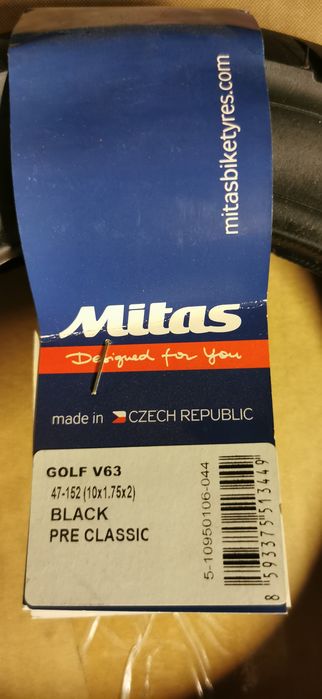 mitasbiketyres.com
Mitas
Designed for You
made in CZECH REPUBLIC
GOLF V63
47-152 (10x1.75x2)
BLACK
PRE CLASSIC
5-10950106-044
8 593375 513449